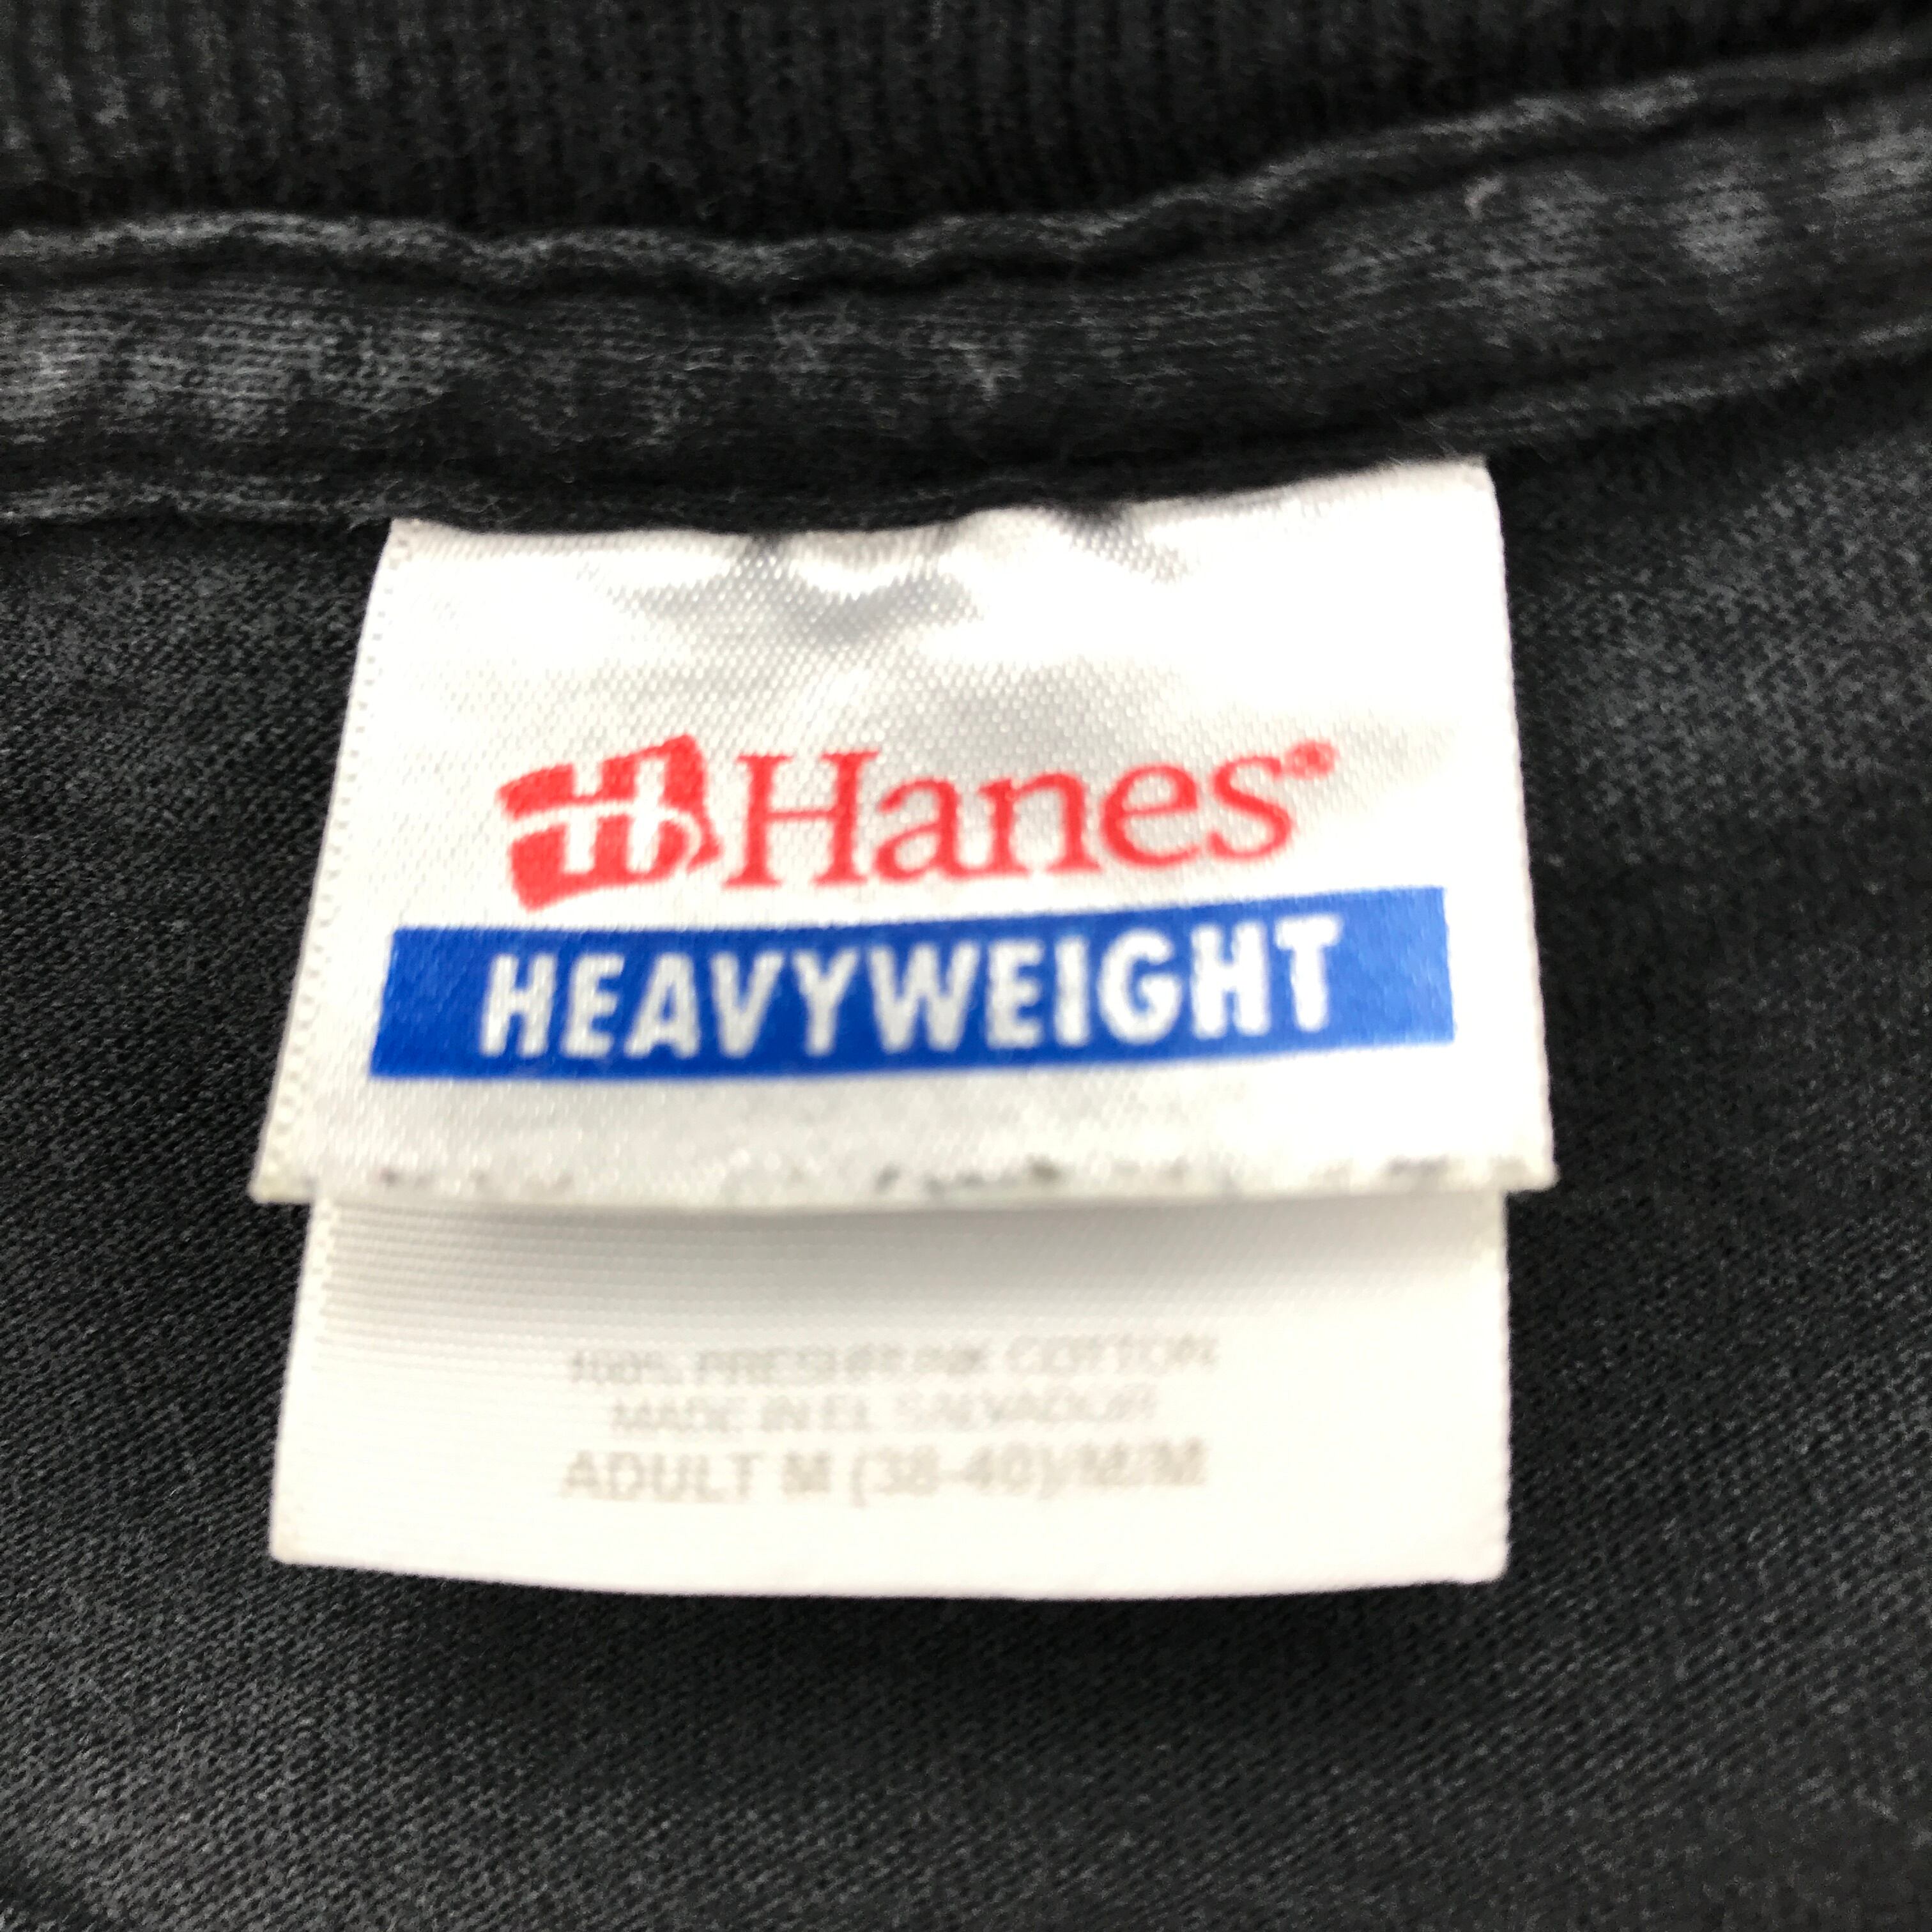 Hanes®
HEAVYWEIGHT
100% PRESHRUNK COTTON
MADE IN EL SALVADOR
ADULT M (38-40)/M/M